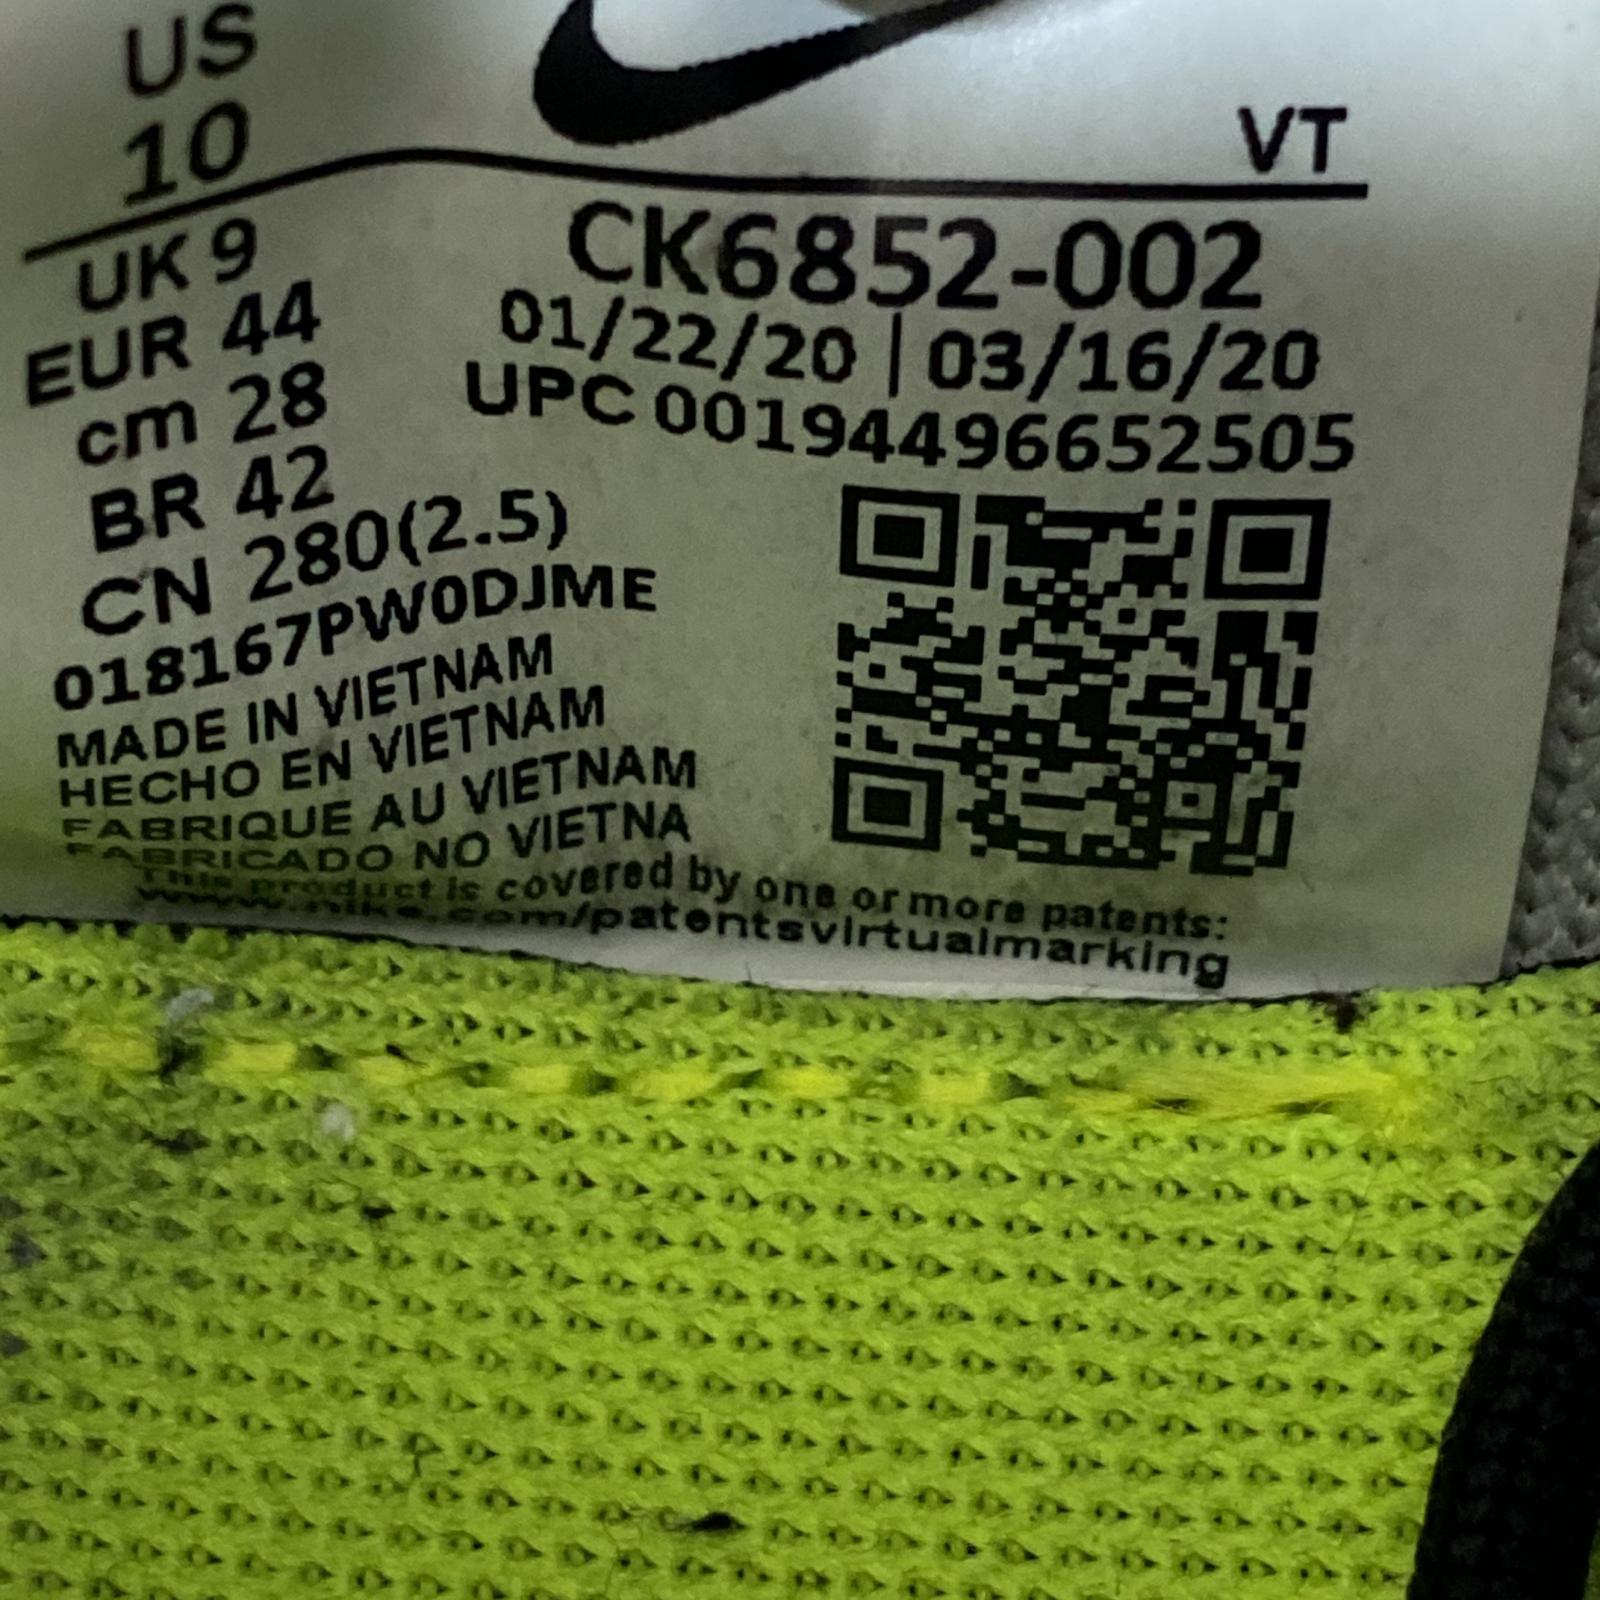 US
10
UK 9
EUR 44
cm 28
BR 42
CN 280(2.5)
018167PW0DJME
MADE IN VIETNAM
HECHO EN VIETNAM
FABRIQUE AU VIETNAM
FABRICADO NO VIETNA
VT
CK6852-002
01/22/20 | 03/16/20
UPC 00194496652505
This product is covered by one or more patents:
www.nike.com/patentsvirtualmarking